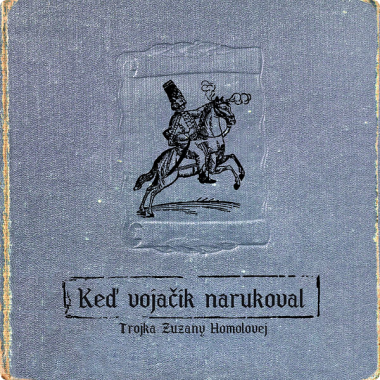 Keď vojačik narukoval
Trojka Zuzany Homolovej